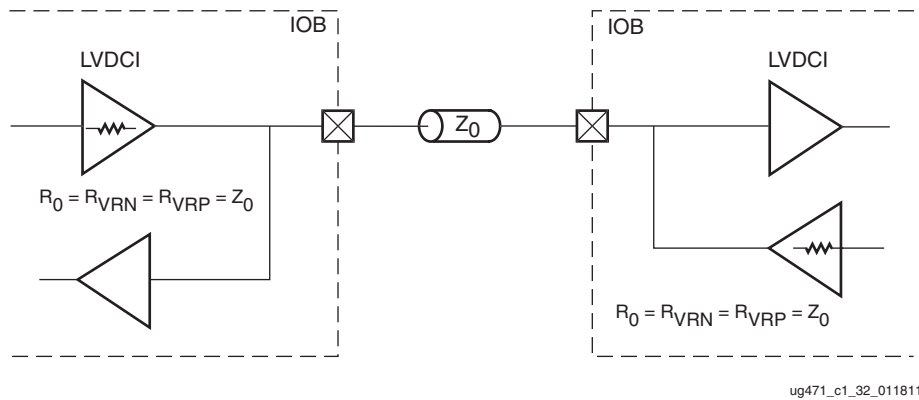 IOB
IOB
LVDCI
LVDCI
Z0
R0 = RVRN = RVRP = Z0
R0 = RVRN = RVRP = Z0
ug471_c1_32_011811